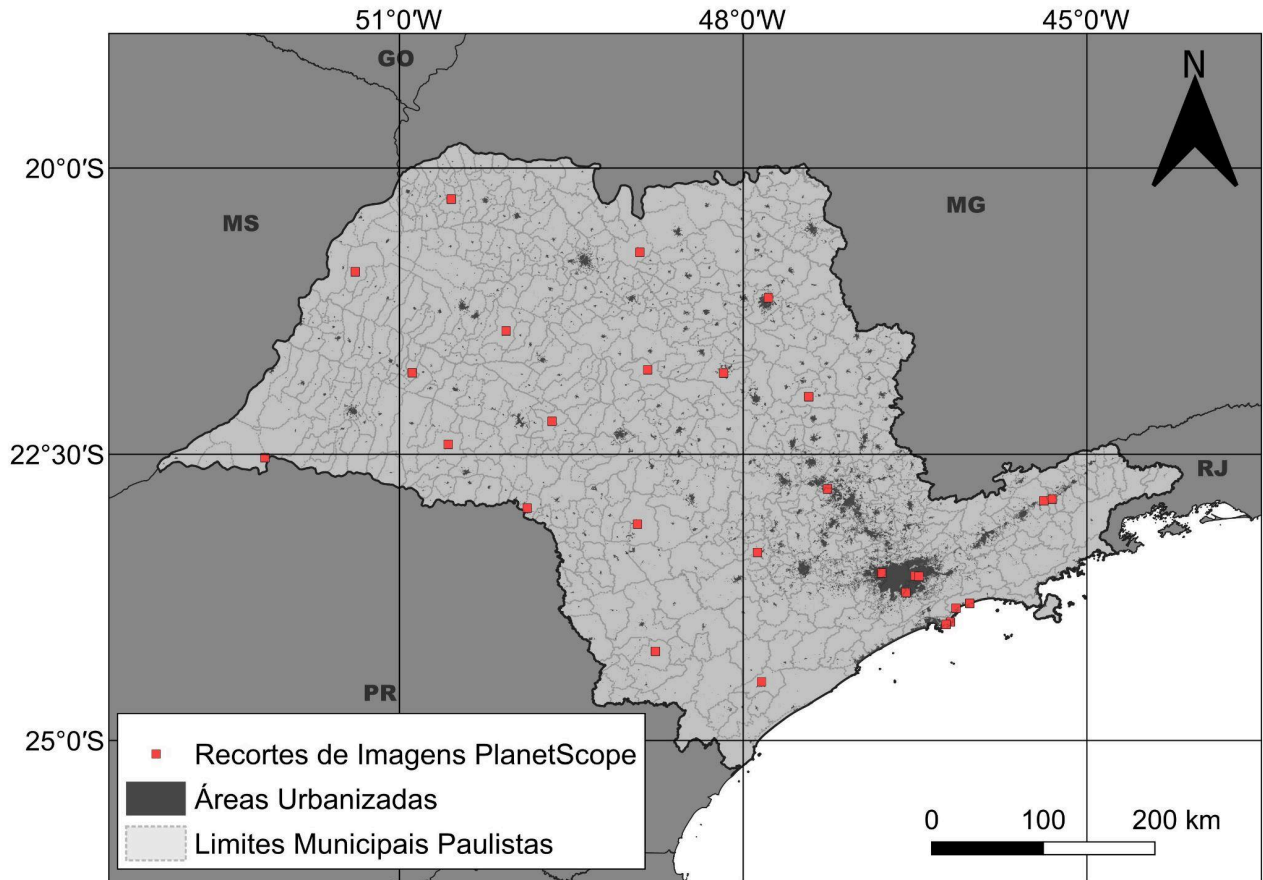 51°0'W 48°0'W 45°0'W
GO
N
20°0'S
MS
MG
22°30'S
RJ
PR
25°0'S
Recortes de Imagens PlanetScope
Áreas Urbanizadas
Limites Municipais Paulistas
0 100 200 km